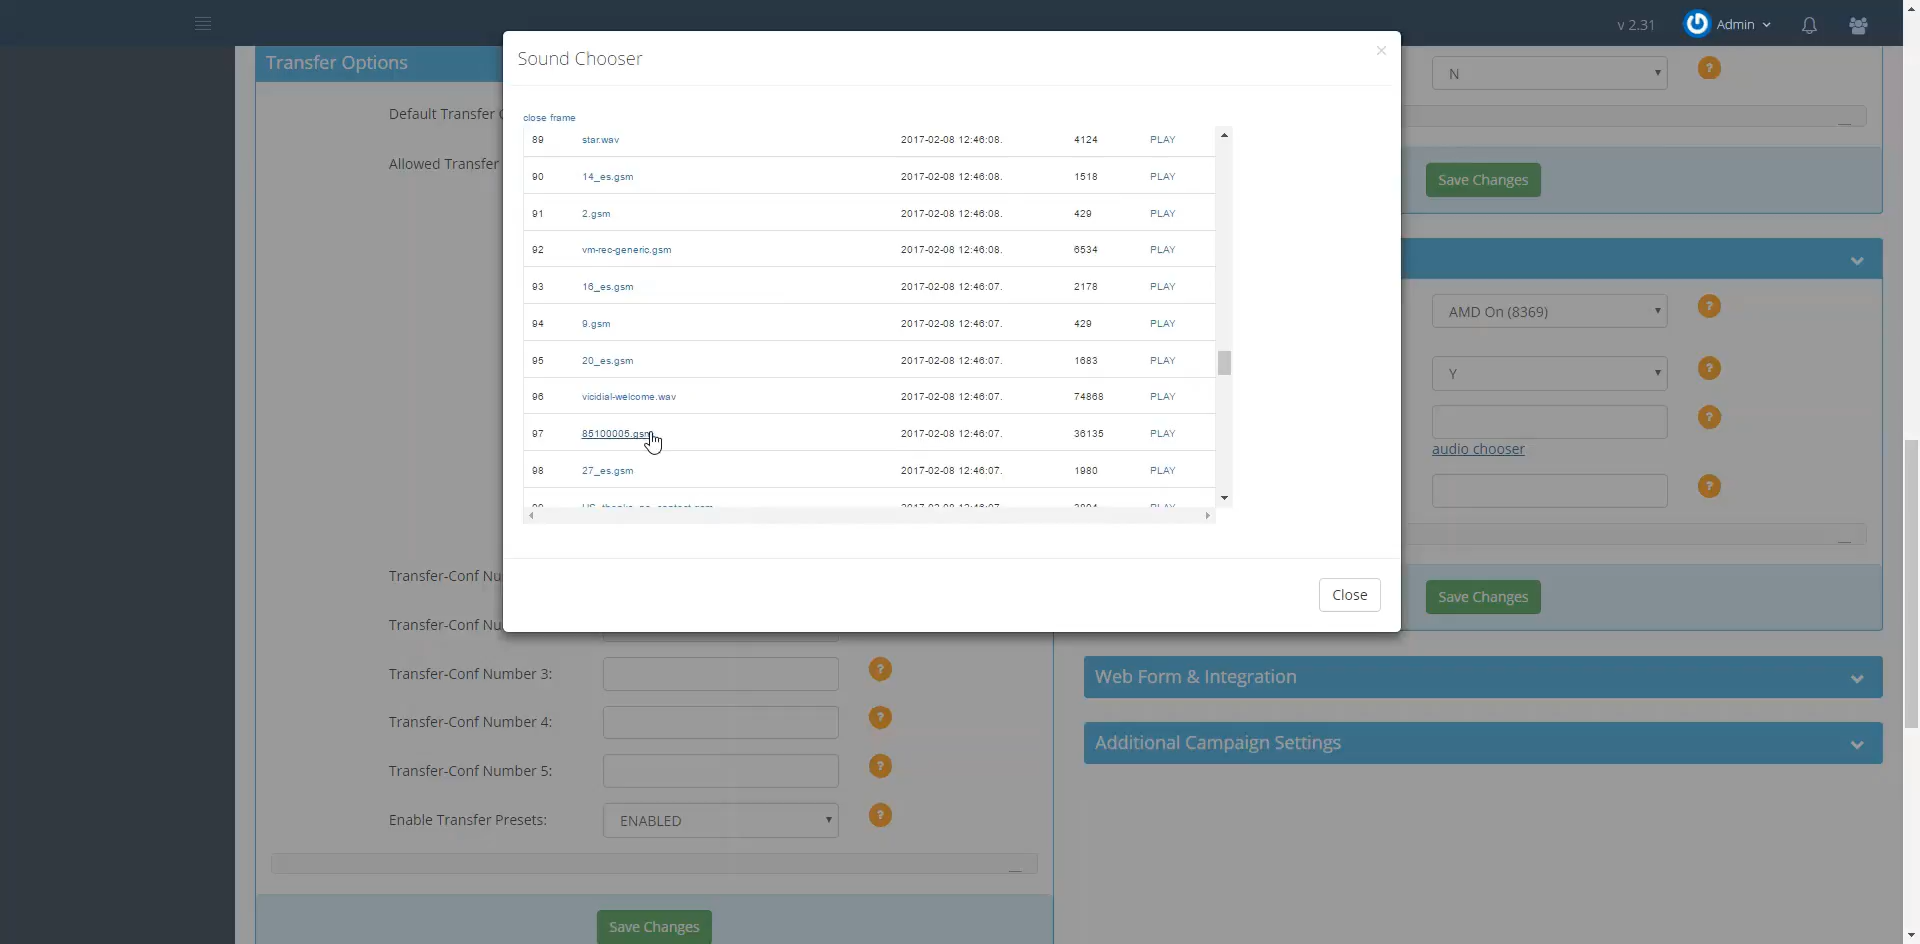 v 2.31
Admin
Transfer Options
Default Transfer
Allowed Transfer
Transfer-Conf Nu
Transfer-Conf Nu
Transfer-Conf Number 3:
Transfer-Conf Number 4:
Transfer-Conf Number 5:
Enable Transfer Presets:
ENABLED
Save Changes
Sound Chooser
×
close frame
89 star.wav 2017-02-08 12:46:08. 4124 PLAY
90 14_es.gsm 2017-02-08 12:46:08. 1518 PLAY
91 2.gsm 2017-02-08 12:46:08. 429 PLAY
92 vm-rec-generic.gsm 2017-02-08 12:46:08. 6534 PLAY
93 16_es.gsm 2017-02-08 12:46:07. 2178 PLAY
94 9.gsm 2017-02-08 12:46:07. 429 PLAY
95 20_es.gsm 2017-02-08 12:46:07. 1683 PLAY
96 vicidial-welcome.wav 2017-02-08 12:46:07. 74868 PLAY
97 85100005.gsm 2017-02-08 12:46:07. 36135 PLAY
98 27_es.gsm 2017-02-08 12:46:07. 1980 PLAY
Close
N
?
Save Changes
AMD On (8369)
?
Y
?
?
audio chooser
?
Save Changes
Web Form & Integration
Additional Campaign Settings
?
?
?
?